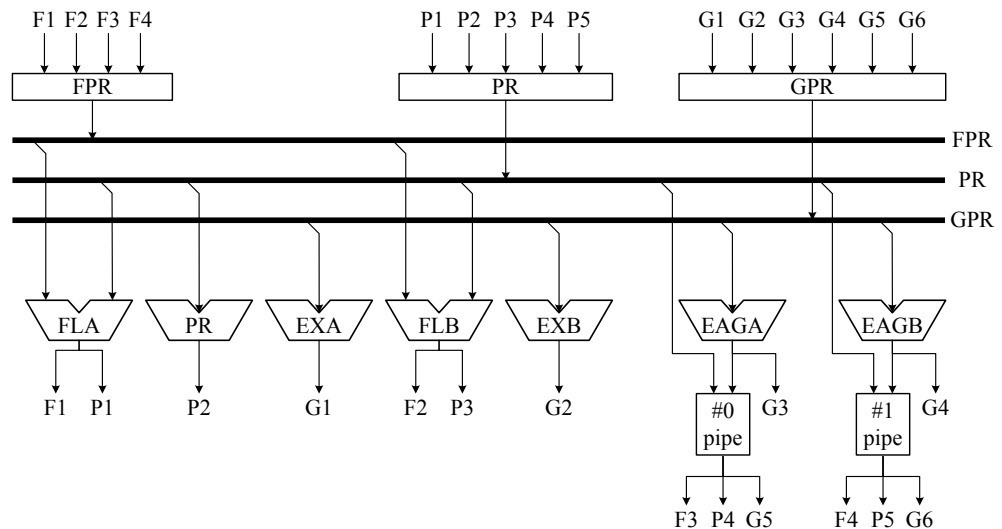 F1 F2 F3 F4 P1 P2 P3 P4 P5 G1 G2 G3 G4 G5 G6
FPR PR GPR
FPR
PR
GPR
FLA PR EXA FLB EXB EAGA EAGB
F1 P1 P2 G1 F2 P3 G2 G3 G4
#0 #1
pipe pipe
F3 P4 G5 F4 P5 G6